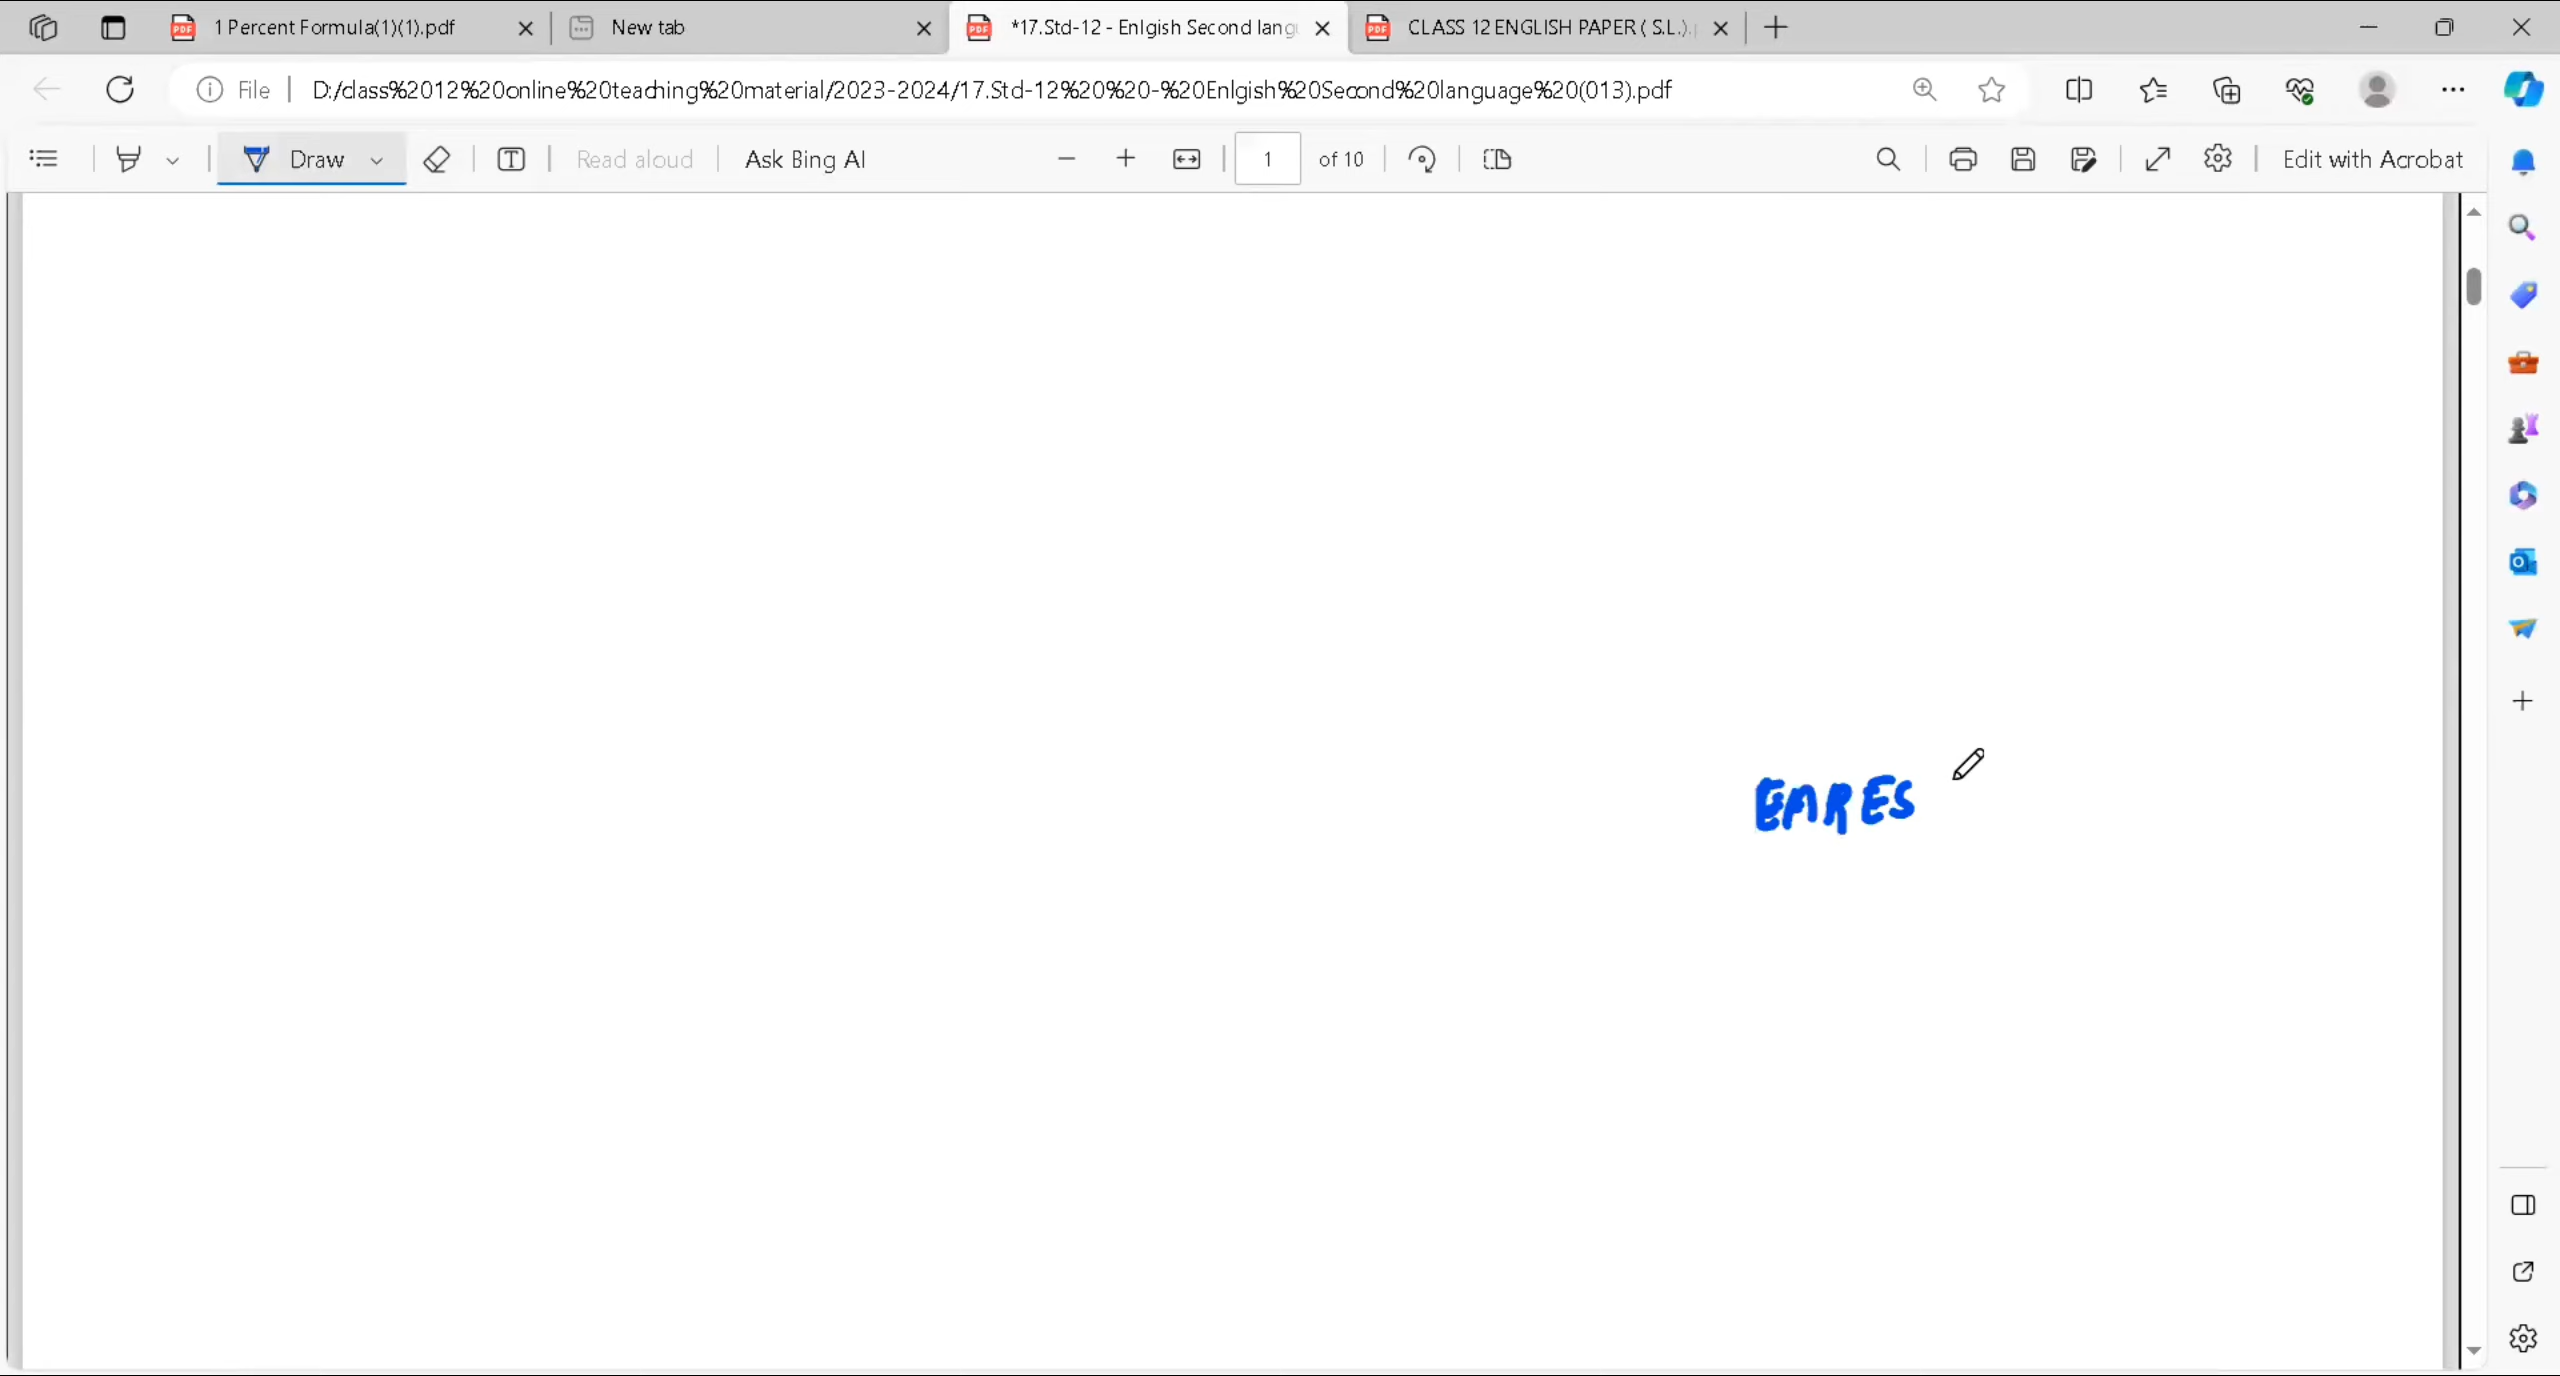 1 Percent Formula(1)(1).pdf
New tab
*17.Std-12 - Enlgish Second lang
CLASS 12 ENGLISH PAPER ( S.L.).
File
D:/class%2012%20online%20teaching%20material/2023-2024/17.Std-12%20%20-%20Enlgish%20Second%20language%20(013).pdf
Draw
Read aloud
Ask Bing AI
1
of 10
Edit with Acrobat
EARES